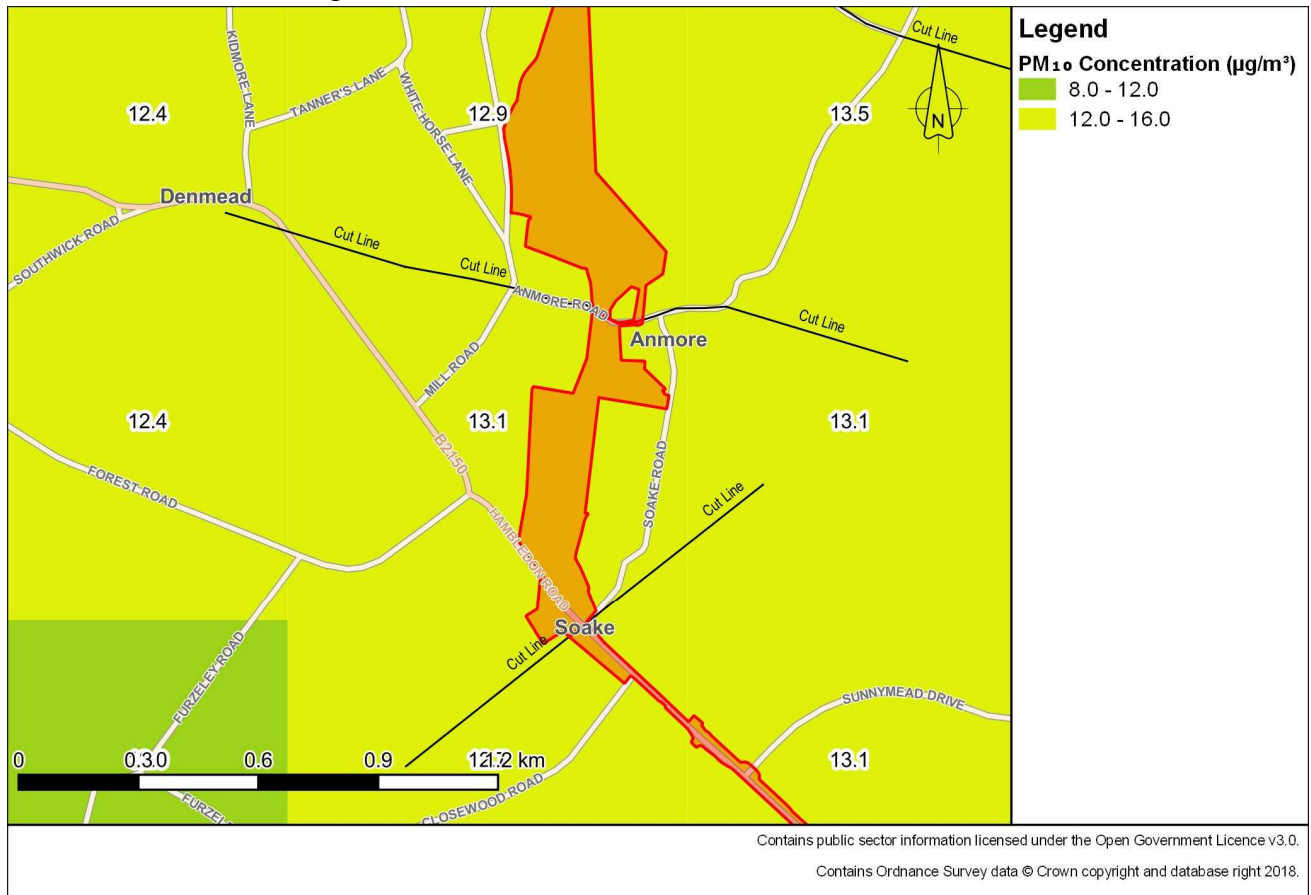 Cut Line
Legend
PM₁₀ Concentration (µg/m³)
8.0 - 12.0
12.0 - 16.0
N
KIDMORE LANE
TANNER'S LANE
WHITE HORSE LANE
12.4
12.9
13.5
Denmead
SOUTHWICK ROAD
Cut Line
Cut Line
ANMORE ROAD
Anmore
Cut Line
MILL ROAD
12.4
13.1
13.1
B2150
FOREST ROAD
SOAKE ROAD
Cut Line
HAMBLEDON ROAD
Soake
Cut Line
FURZELEY ROAD
SUNNYMEAD DRIVE
13.1
0
0.6
0.9
1.2 km
CLOSEWOOD ROAD
Contains public sector information licensed under the Open Government Licence v3.0.
Contains Ordnance Survey data © Crown copyright and database right 2018.